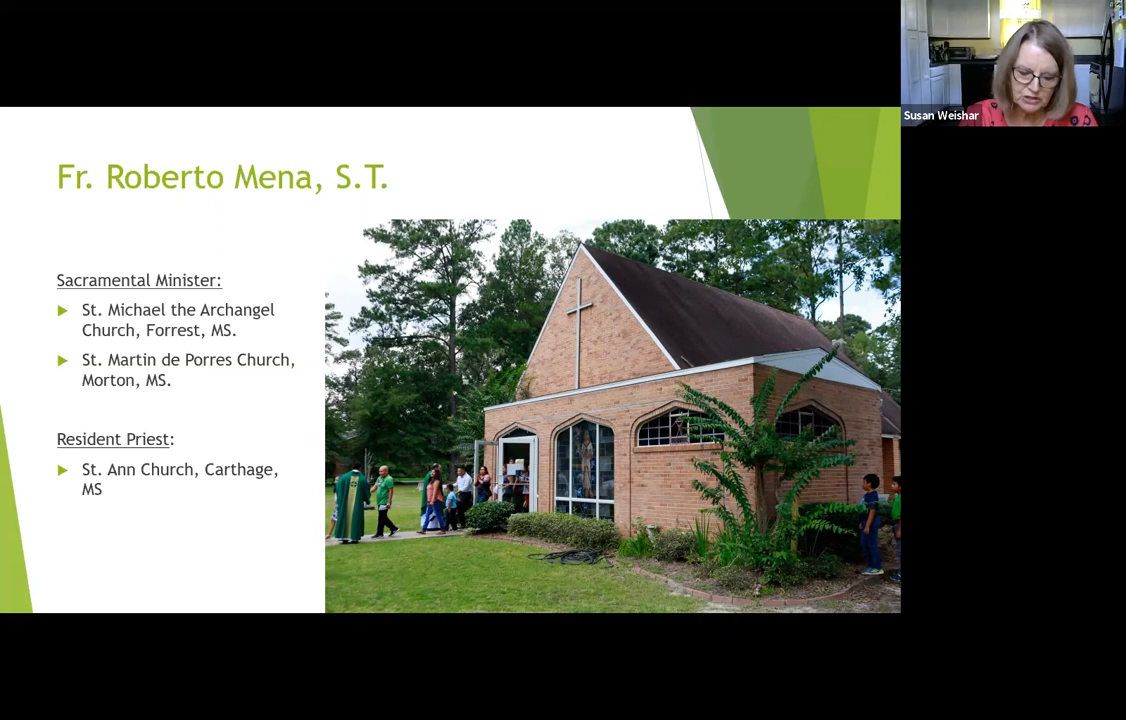 Susan Weishar
Fr. Roberto Mena, S.T.
Sacramental Minister:
St. Michael the Archangel
Church, Forrest, MS.
St. Martin de Porres Church,
Morton, MS.
Resident Priest:
St. Ann Church, Carthage,
MS